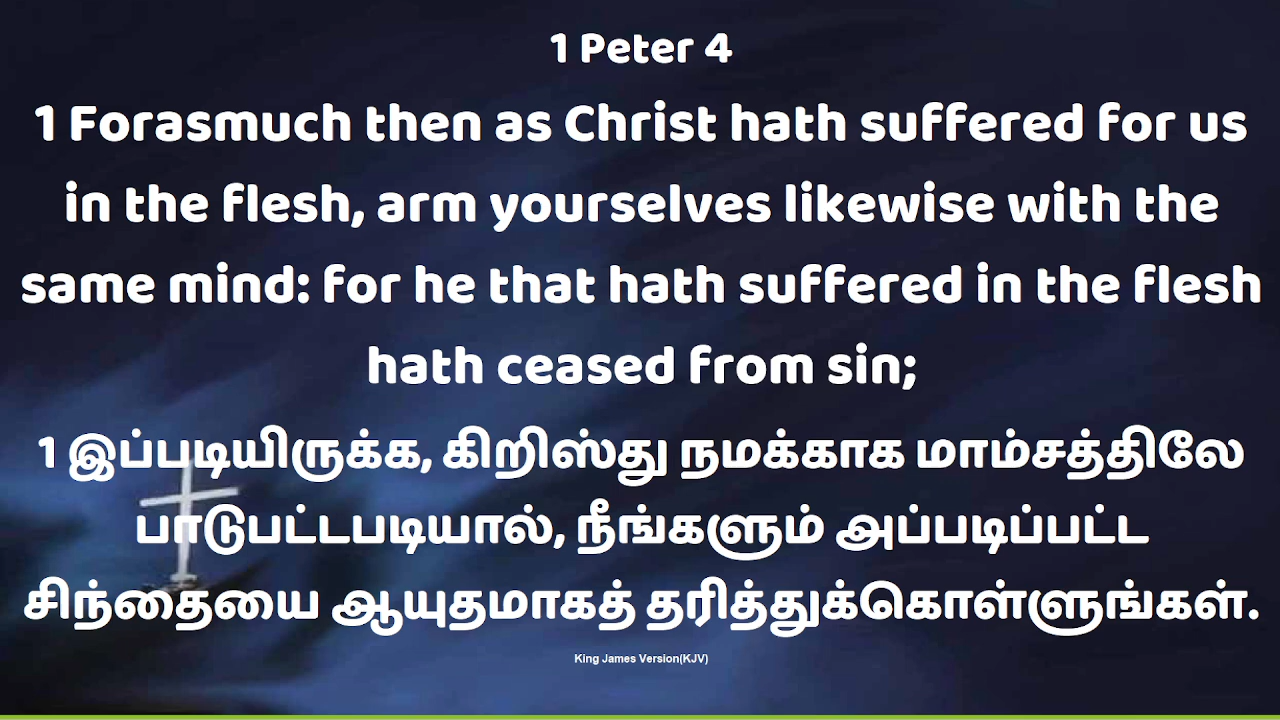 1 Peter 4
1 Forasmuch then as Christ hath suffered for us
in the flesh, arm yourselves likewise with the
same mind: for he that hath suffered in the flesh
hath ceased from sin;
1 இப்படியிருக்க, கிறிஸ்து நமக்காக மாம்சத்திலே
பாடுபட்டபடியால், நீங்களும் அப்படிப்பட்ட
சிந்தையை ஆயுதமாகத் தரித்துக்கொள்ளுங்கள்.
King James Version(KJV)